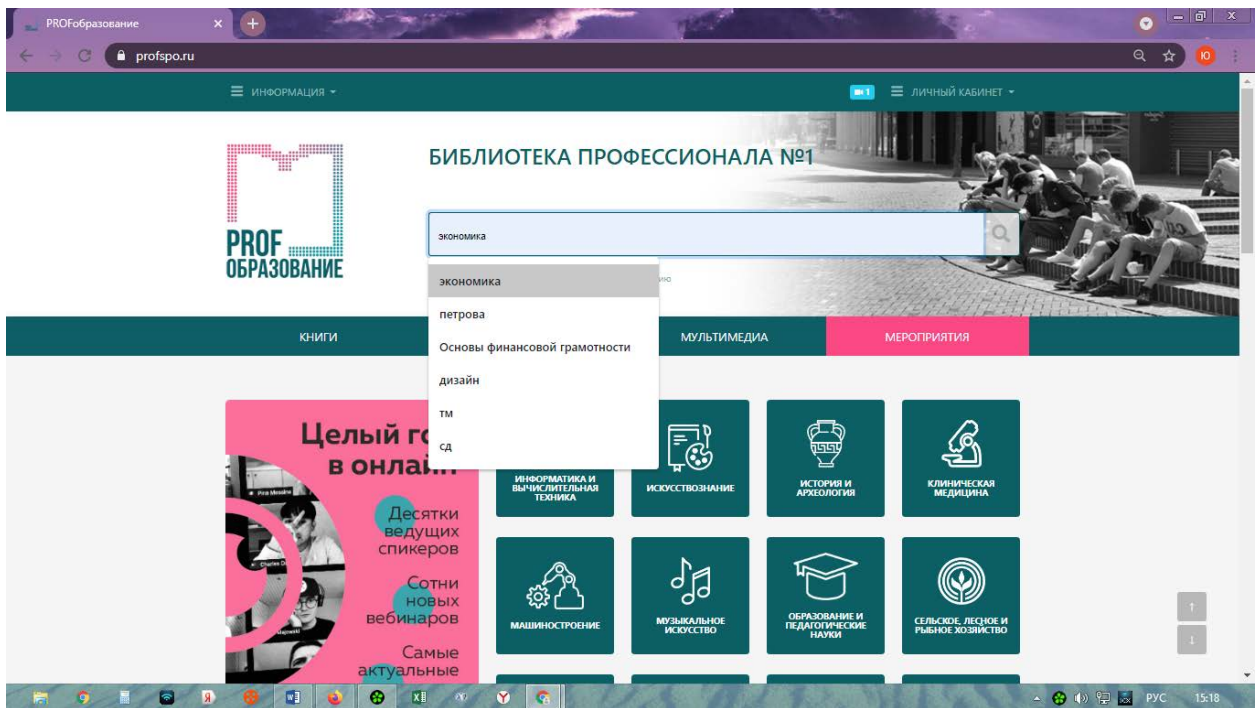 PROFобразование
profspo.ru
Ю
ИНФОРМАЦИЯ
1
ЛИЧНЫЙ КАБИНЕТ
PROF
ОБРАЗОВАНИЕ
БИБЛИОТЕКА ПРОФЕССИОНАЛА №1
экономика
экономика
петрова
Основы финансовой грамотности
дизайн
тм
сд
КНИГИ
МУЛЬТИМЕДИА
МЕРОПРИЯТИЯ
Целый го
в онлайн
Десятки
ведущих
спикеров
Сотни
новых
вебинаров
Самые
актуальные
ИНФОРМАТИКА И
ВЫЧИСЛИТЕЛЬНАЯ
ТЕХНИКА
ИСКУССТВОЗНАНИЕ
ИСТОРИЯ И
АРХЕОЛОГИЯ
КЛИНИЧЕСКАЯ
МЕДИЦИНА
МАШИНОСТРОЕНИЕ
МУЗЫКАЛЬНОЕ
ИСКУССТВО
ОБРАЗОВАНИЕ И
ПЕДАГОГИЧЕСКИЕ
НАУКИ
СЕЛЬСКОЕ, ЛЕСНОЕ И
РЫБНОЕ ХОЗЯЙСТВО
РУС
15:18